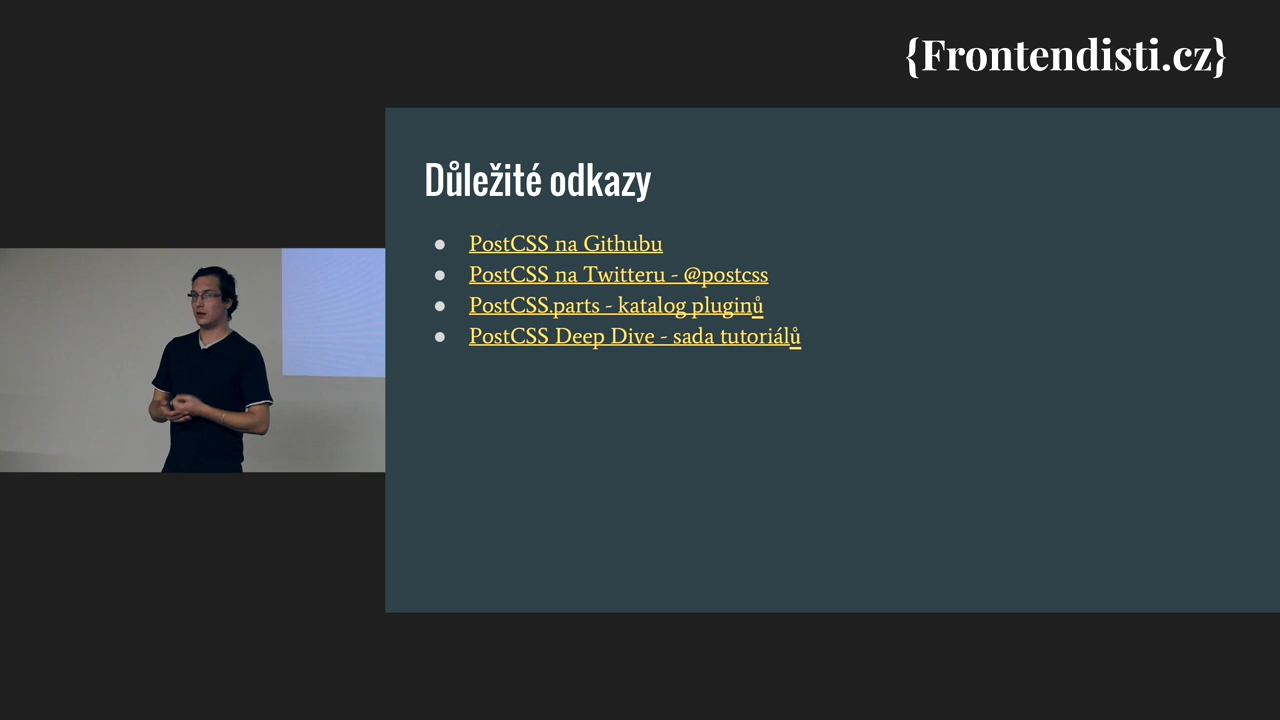 {Frontendisti.cz}
Důležité odkazy
PostCSS na Githubu
PostCSS na Twitteru - @postcss
PostCSS.parts - katalog pluginů
PostCSS Deep Dive - sada tutoriálů